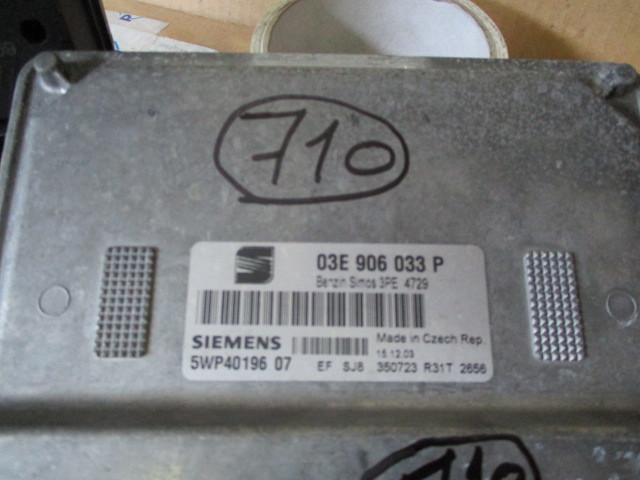 710
03E 906 033 P
Benzin Simos 3PE 4729
SIEMENS
Made in Czech Rep.
15.12.03
5WP40196 07
EF SJ8 350723 R31T 2656
710